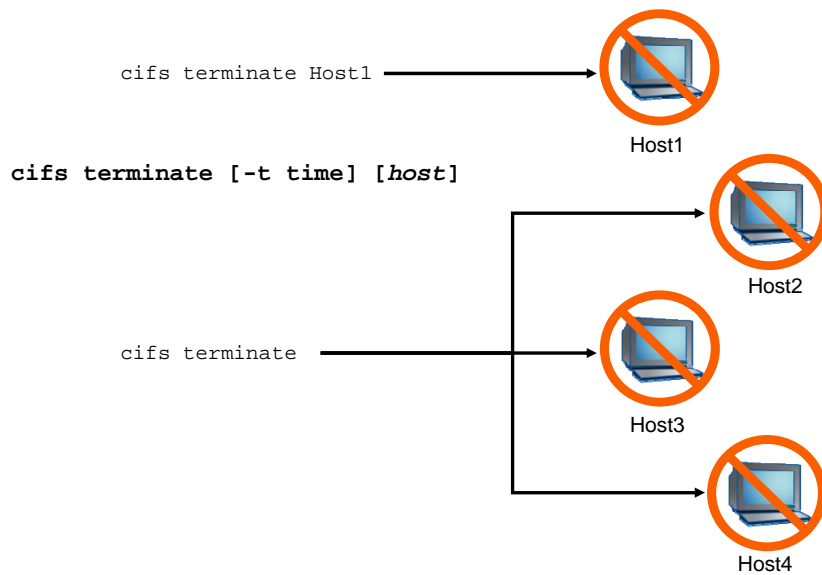 cifs terminate Host1
Host1
cifs terminate [-t time] [host]
Host2
cifs terminate
Host3
Host4